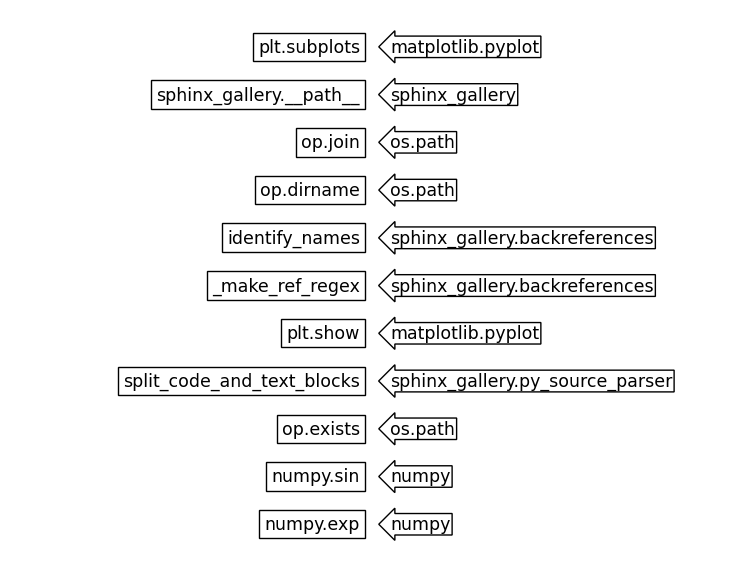 plt.subplots matplotlib.pyplot
sphinx_gallery.__path__ sphinx_gallery
op.join os.path
op.dirname os.path
identify_names sphinx_gallery.backreferences
_make_ref_regex sphinx_gallery.backreferences
plt.show matplotlib.pyplot
split_code_and_text_blocks sphinx_gallery.py_source_parser
op.exists os.path
numpy.sin numpy
numpy.exp numpy